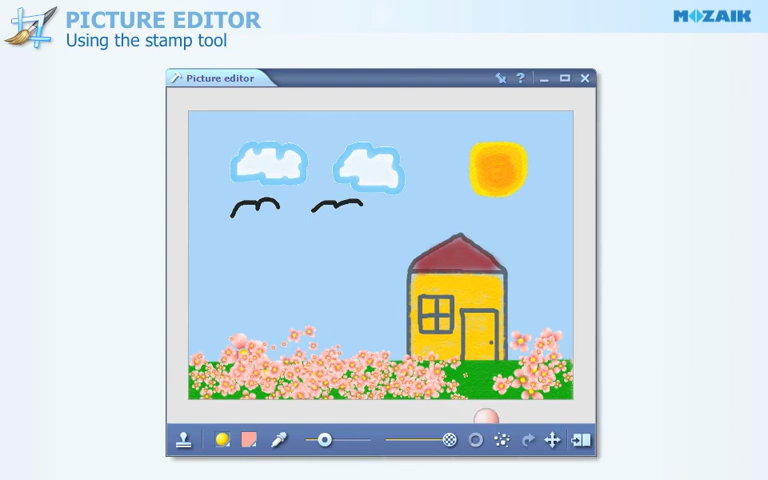 PICTURE EDITOR
Using the stamp tool
MOZAIK
Picture editor